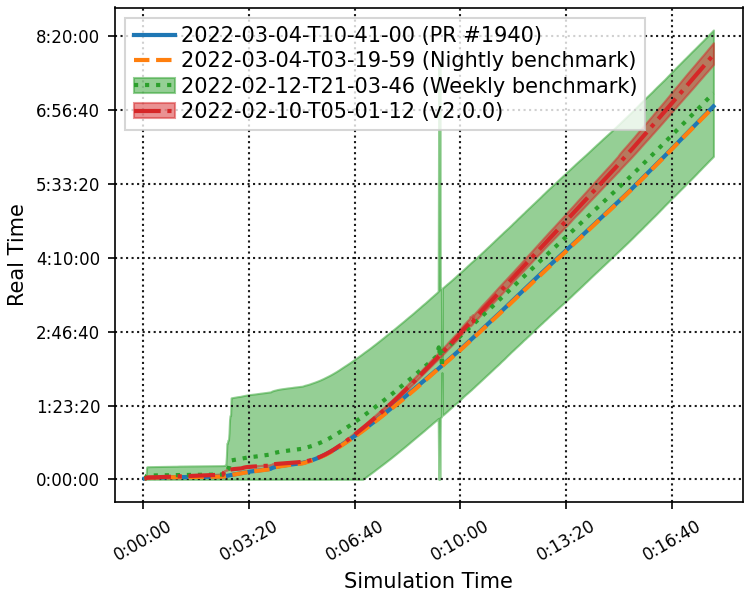 2022-03-04-T10-41-00 (PR #1940)
2022-03-04-T03-19-59 (Nightly benchmark)
2022-02-12-T21-03-46 (Weekly benchmark)
2022-02-10-T05-01-12 (v2.0.0)
8:20:00
6:56:40
5:33:20
4:10:00
2:46:40
1:23:20
0:00:00
Real Time
0:00:00
0:03:20
0:06:40
0:10:00
0:13:20
0:16:40
Simulation Time